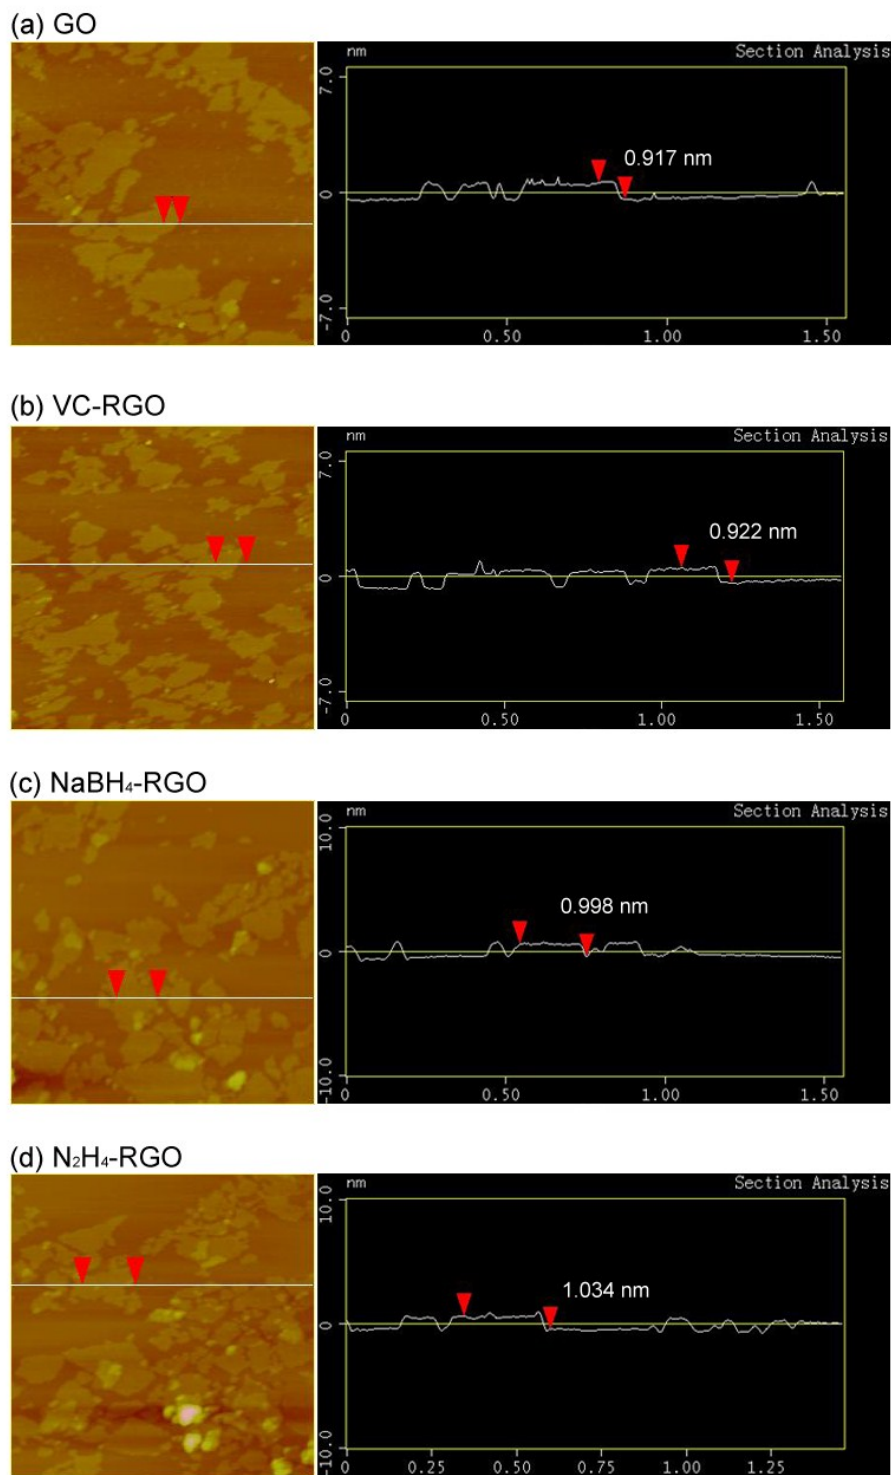 (a) GO
nm Section Analysis
7.0
0.917 nm
0
-7.0
0 0.50 1.00 1.50
(b) VC-RGO
nm Section Analysis
7.0
0.922 nm
0
-7.0
0 0.50 1.00 1.50
(c) NaBH₄-RGO
nm Section Analysis
10.0
0.998 nm
0
-10.0
0 0.50 1.00 1.50
(d) N₂H₄-RGO
nm Section Analysis
10.0
1.034 nm
0
-10.0
0 0.25 0.50 0.75 1.00 1.25